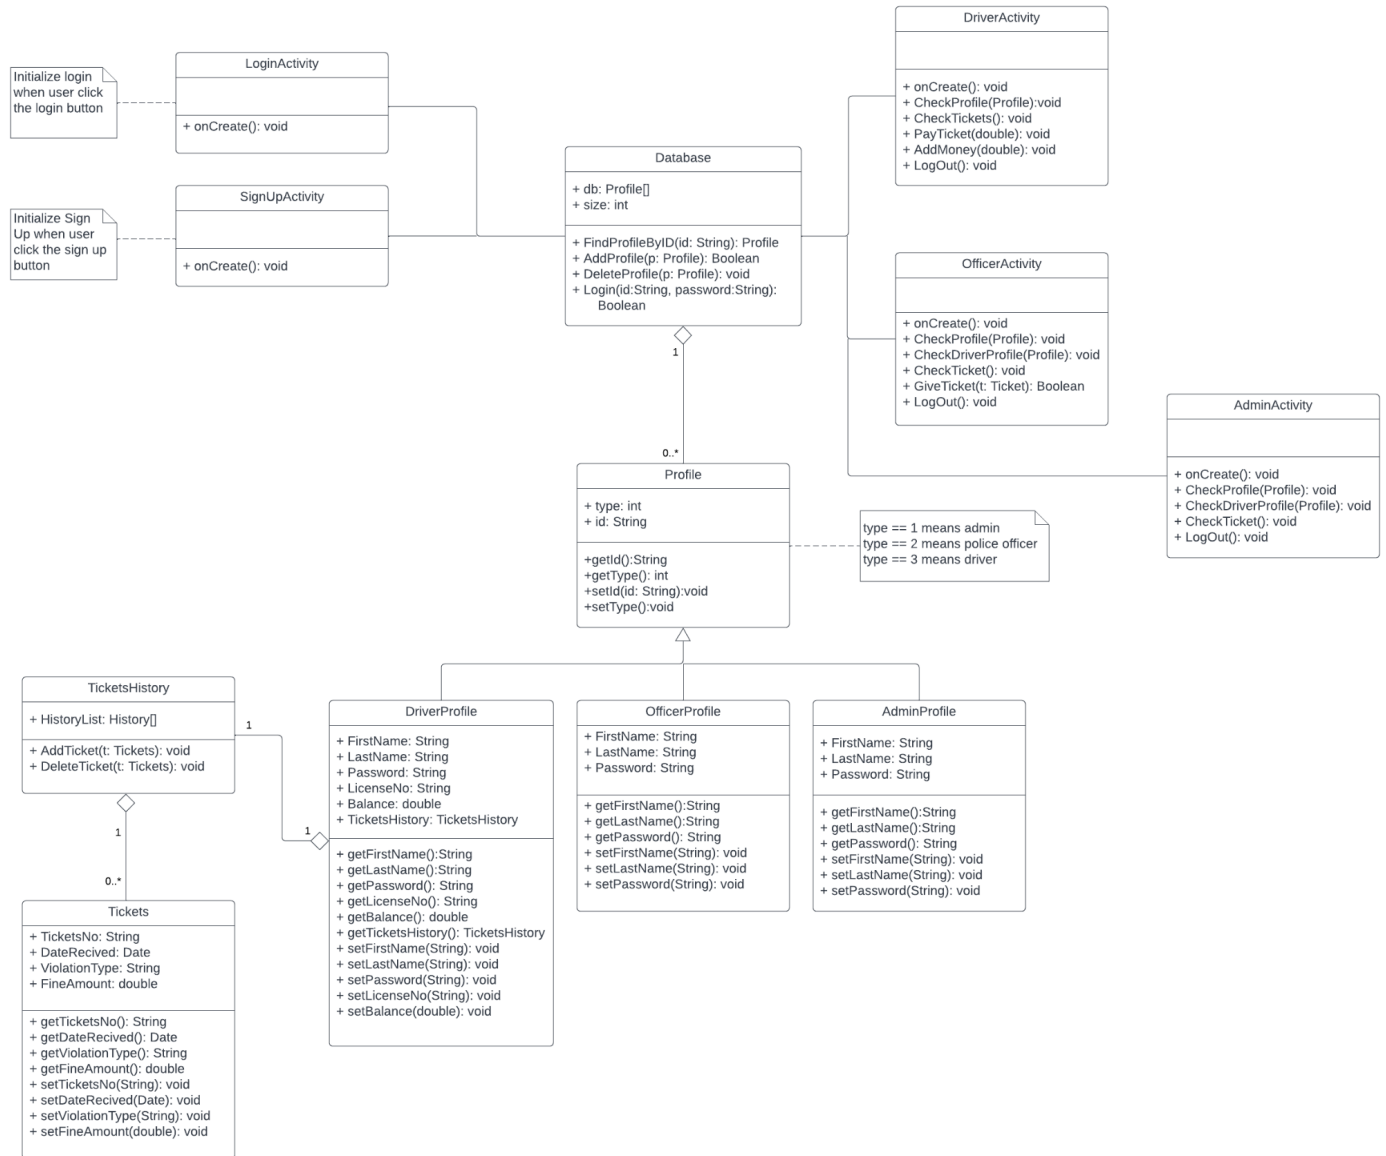 DriverActivity
+ onCreate(): void
+ CheckProfile(Profile):void
+ CheckTickets(): void
+ PayTicket(double): void
+ AddMoney(double): void
+ LogOut(): void
Initialize login
when user click
the login button
LoginActivity
+ onCreate(): void
Initialize Sign
Up when user
click the sign up
button
SignUpActivity
+ onCreate(): void
Database
+ db: Profile[]
+ size: int
+ FindProfileByID(id: String): Profile
+ AddProfile(p: Profile): Boolean
+ DeleteProfile(p: Profile): void
+ Login(id:String, password:String):
Boolean
1
0..*
OfficerActivity
+ onCreate(): void
+ CheckProfile(Profile): void
+ CheckDriverProfile(Profile): void
+ CheckTicket(): void
+ GiveTicket(t: Ticket): Boolean
+ LogOut(): void
AdminActivity
+ onCreate(): void
+ CheckProfile(Profile): void
+ CheckDriverProfile(Profile): void
+ CheckTicket(): void
+ LogOut(): void
Profile
+ type: int
+ id: String
+getId():String
+getType(): int
+setId(id: String):void
+setType():void
type == 1 means admin
type == 2 means police officer
type == 3 means driver
TicketsHistory
+ HistoryList: History[]
+ AddTicket(t: Tickets): void
+ DeleteTicket(t: Tickets): void
1
1
1
0..*
Tickets
+ TicketsNo: String
+ DateRecived: Date
+ ViolationType: String
+ FineAmount: double
+ getTicketsNo(): String
+ getDateRecived(): Date
+ getViolationType(): String
+ getFineAmount(): double
+ setTicketsNo(String): void
+ setDateRecived(Date): void
+ setViolationType(String): void
+ setFineAmount(double): void
DriverProfile
+ FirstName: String
+ LastName: String
+ Password: String
+ LicenseNo: String
+ Balance: double
+ TicketsHistory: TicketsHistory
+ getFirstName():String
+ getLastName():String
+ getPassword(): String
+ getLicenseNo(): String
+ getBalance(): double
+ getTicketsHistory(): TicketsHistory
+ setFirstName(String): void
+ setLastName(String): void
+ setPassword(String): void
+ setLicenseNo(String): void
+ setBalance(double): void
OfficerProfile
+ FirstName: String
+ LastName: String
+ Password: String
+ getFirstName():String
+ getLastName():String
+ getPassword(): String
+ setFirstName(String): void
+ setLastName(String): void
+ setPassword(String): void
AdminProfile
+ FirstName: String
+ LastName: String
+ Password: String
+ getFirstName():String
+ getLastName():String
+ getPassword(): String
+ setFirstName(String): void
+ setLastName(String): void
+ setPassword(String): void